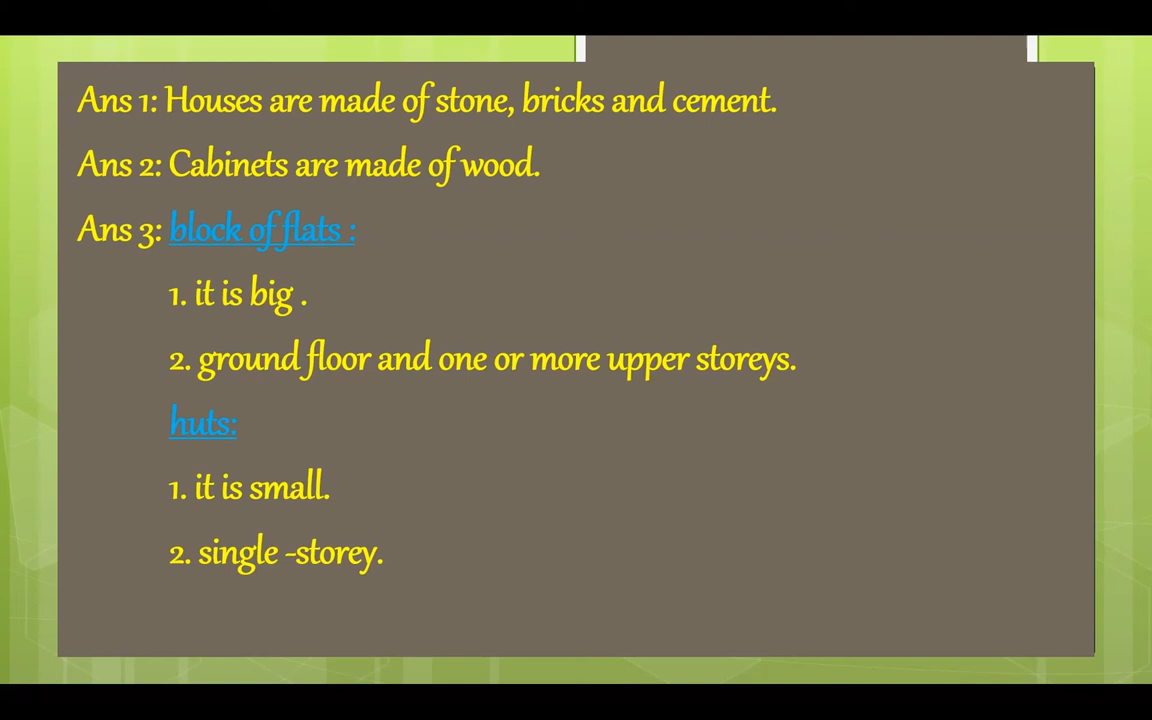 Ans 1: Houses are made of stone, bricks and cement.
Ans 2: Cabinets are made of wood.
Ans 3: block of flats :
1. it is big .
2. ground floor and one or more upper storeys.
huts:
1. it is small.
2. single -storey.